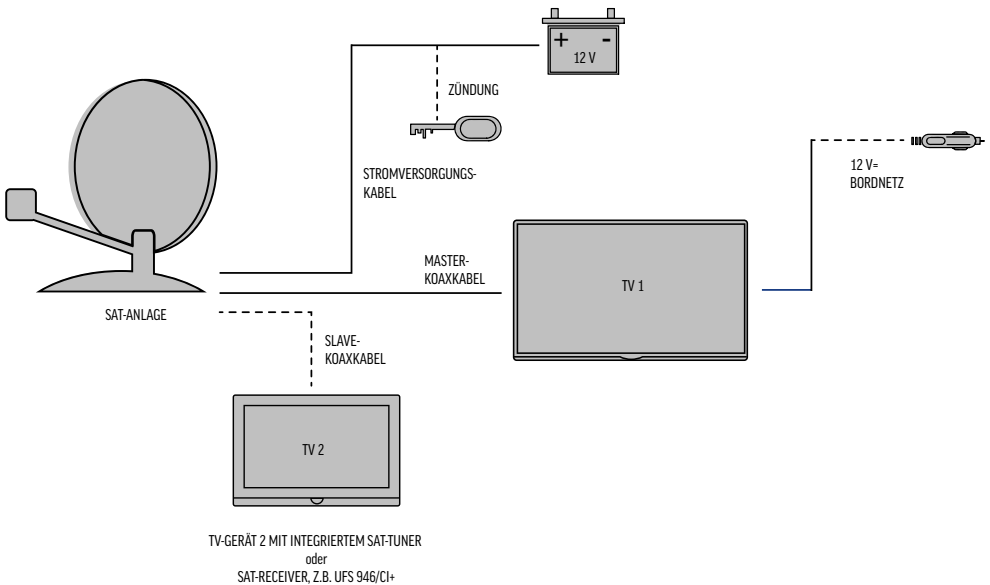 + -
12 V
ZÜNDUNG
STROMVERSORGUNGS-
KABEL
12 V=
BORDNETZ
MASTER-
KOAXKABEL
TV 1
SAT-ANLAGE
SLAVE-
KOAXKABEL
TV 2
TV-GERÄT 2 MIT INTEGRIERTEM SAT-TUNER
oder
SAT-RECEIVER, Z.B. UFS 946/CI+